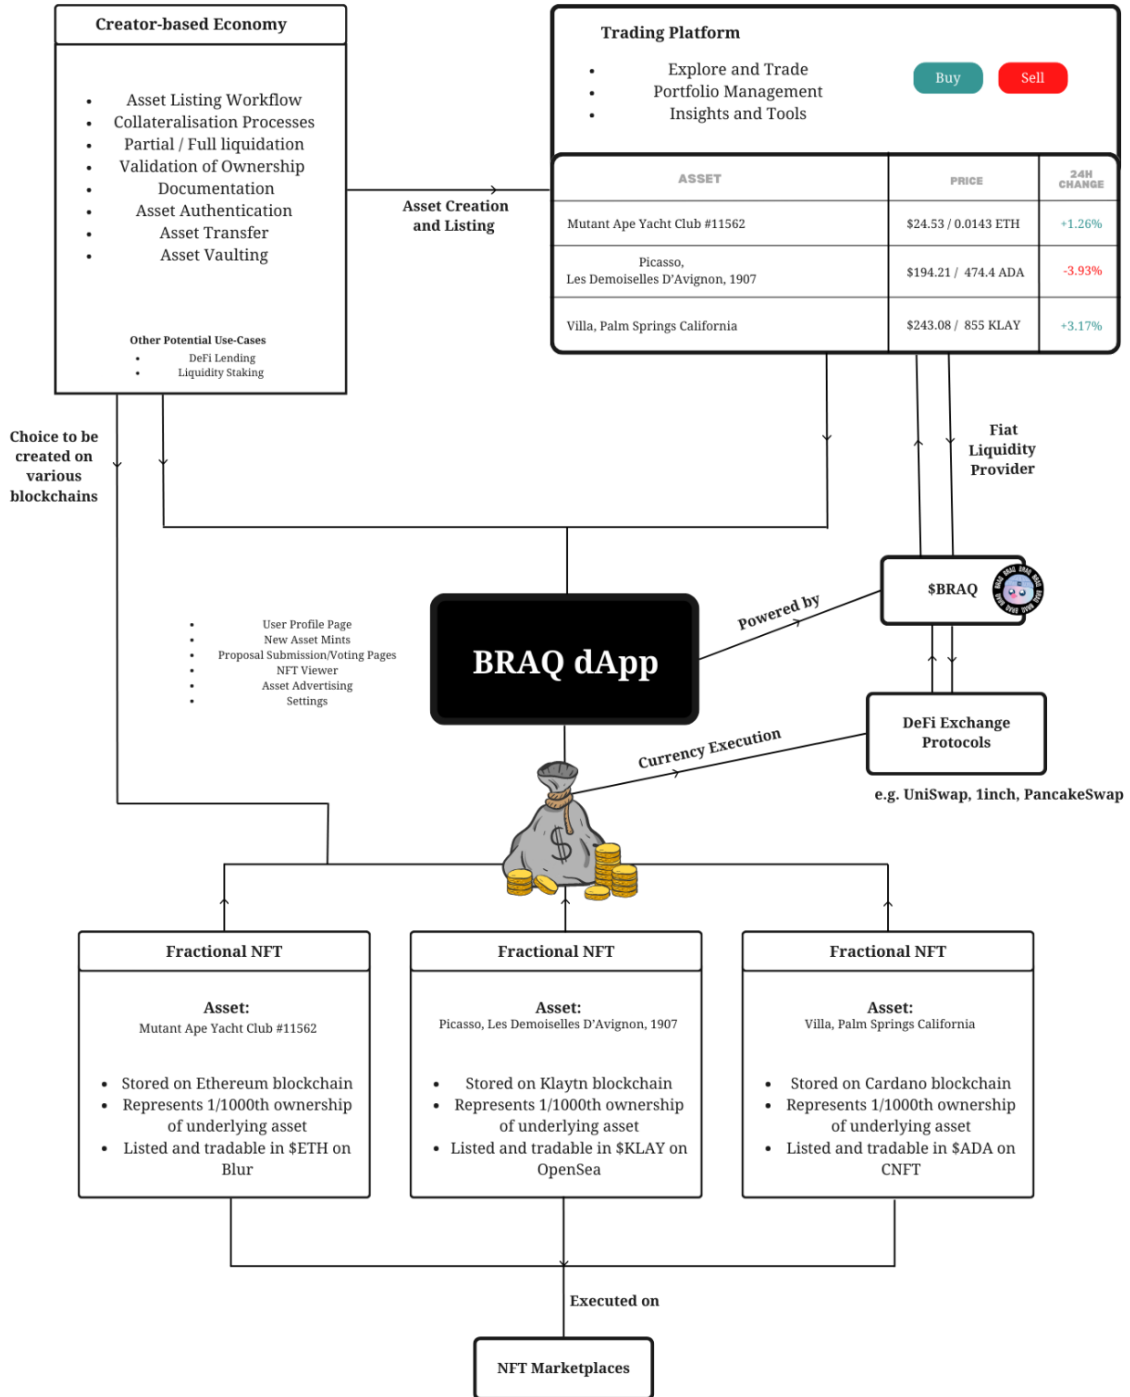 Creator-based Economy
• Asset Listing Workflow
• Collateralisation Processes
• Partial / Full liquidation
• Validation of Ownership
• Documentation
• Asset Authentication
• Asset Transfer
• Asset Vaulting
Other Potential Use-Cases
• DeFi Lending
• Liquidity Staking
Asset Creation
and Listing
Trading Platform
• Explore and Trade
• Portfolio Management
• Insights and Tools
Buy
Sell
ASSET PRICE 24H
CHANGE
Mutant Ape Yacht Club #11562 $24.53 / 0.0143 ETH +1.26%
Picasso,
Les Demoiselles D'Avignon, 1907 $194.21 / 474.4 ADA -3.93%
Villa, Palm Springs California $243.08 / 855 KLAY +3.17%
Choice to be
created on
various
blockchains
Fiat
Liquidity
Provider
$BRAQ
BRAQ BRAQ BRAQ BRAQ
• User Profile Page
• New Asset Mints
• Proposal Submission/Voting Pages
• NFT Viewer
• Asset Advertising
• Settings
BRAQ dApp
Powered by
DeFi Exchange
Protocols
Currency Execution
e.g. UniSwap, 1inch, PancakeSwap
$
Fractional NFT
Asset:
Mutant Ape Yacht Club #11562
• Stored on Ethereum blockchain
• Represents 1/1000th ownership
of underlying asset
• Listed and tradable in $ETH on
Blur
Fractional NFT
Asset:
Picasso, Les Demoiselles D'Avignon, 1907
• Stored on Klaytn blockchain
• Represents 1/1000th ownership
of underlying asset
• Listed and tradable in $KLAY on
OpenSea
Fractional NFT
Asset:
Villa, Palm Springs California
• Stored on Cardano blockchain
• Represents 1/1000th ownership
of underlying asset
• Listed and tradable in $ADA on
CNFT
Executed on
NFT Marketplaces